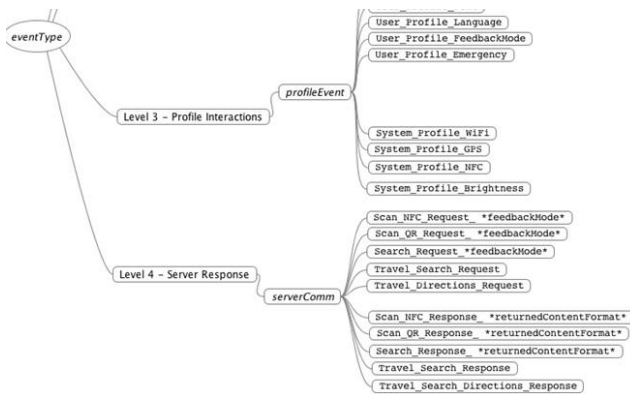 User_Profile_Language
eventType
User_Profile_FeedbackMode
User_Profile_Emergency
profileEvent
Level 3 – Profile Interactions
System_Profile_WiFi
System_Profile_GPS
System_Profile_NFC
System_Profile_Brightness
Scan_NFC_Request_ *feedbackMode*
Scan_QR_Request_ *feedbackMode*
Search_Request_*feedbackMode*
Level 4 – Server Response
Travel_Search_Request
Travel_Directions_Request
serverComm
Scan_NFC_Response_ *returnedContentFormat*
Scan_QR_Response_ *returnedContentFormat*
Search_Response_ *returnedContentFormat*
Travel_Search_Response
Travel_Search_Directions_Response